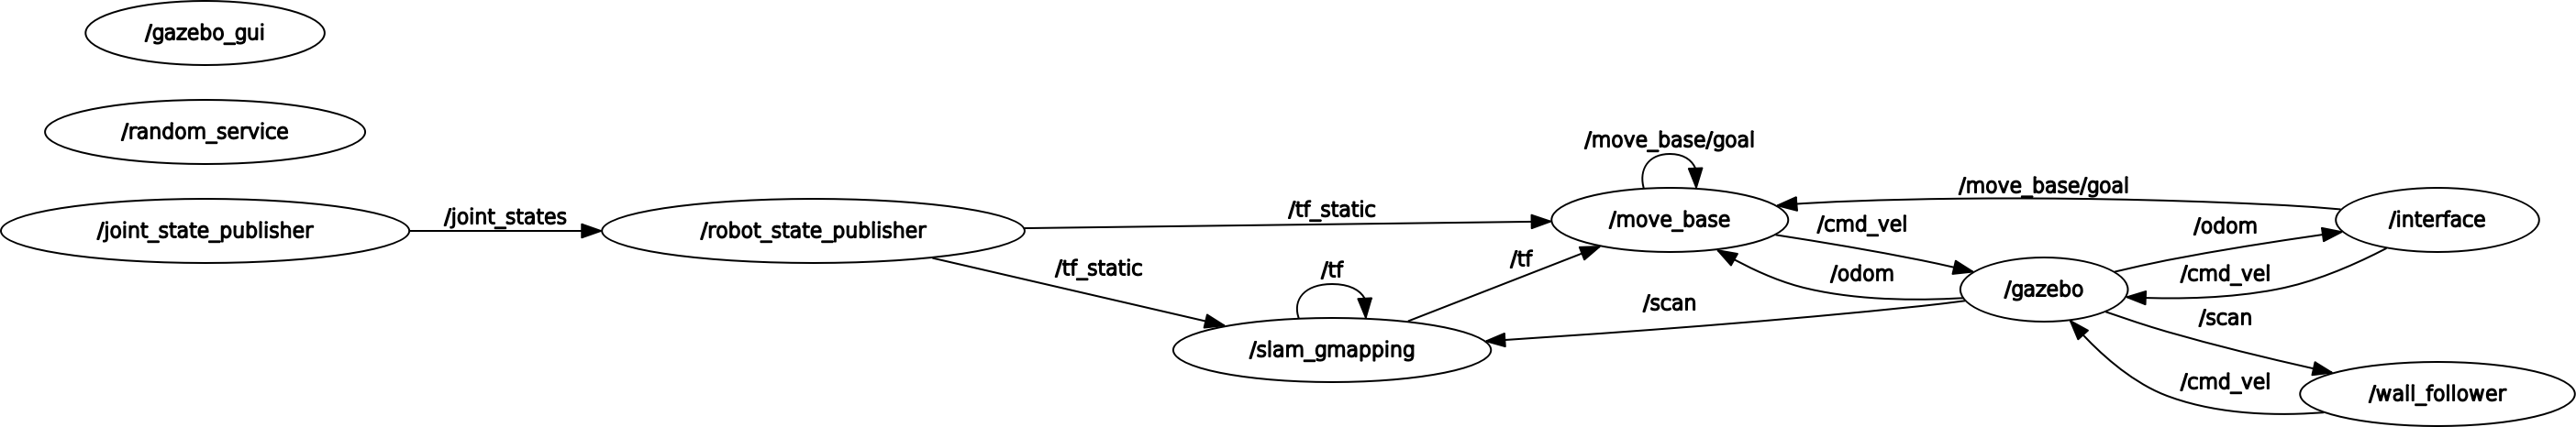 /gazebo_gui
/random_service
/joint_state_publisher
/joint_states
/robot_state_publisher
/tf_static
/tf_static
/tf
/slam_gmapping
/tf
/move_base/goal
/move_base
/move_base/goal
/cmd_vel
/odom
/scan
/gazebo
/odom
/cmd_vel
/interface
/scan
/cmd_vel
/wall_follower